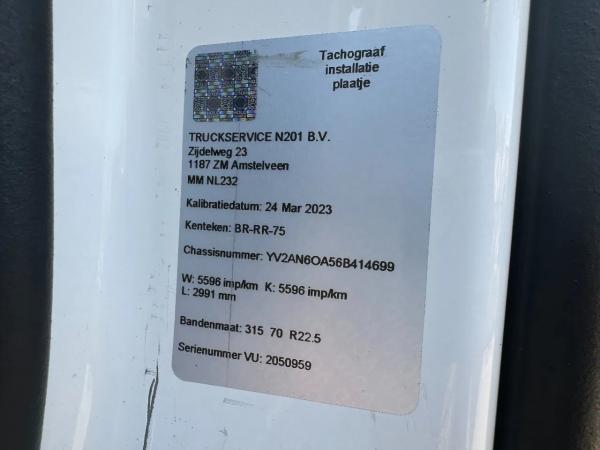 Tachograaf
installatie
plaatje
TRUCKSERVICE N201 B.V.
Zijdelweg 23
1187 ZM Amstelveen
MM NL232
Kalibratiedatum: 24 Mar 2023
Kenteken: BR-RR-75
Chassisnummer: YV2AN6OA56B414699
W: 5596 imp/km K: 5596 imp/km
L: 2991 mm
Bandenmaat: 315 70 R22.5
Serienummer VU: 2050959